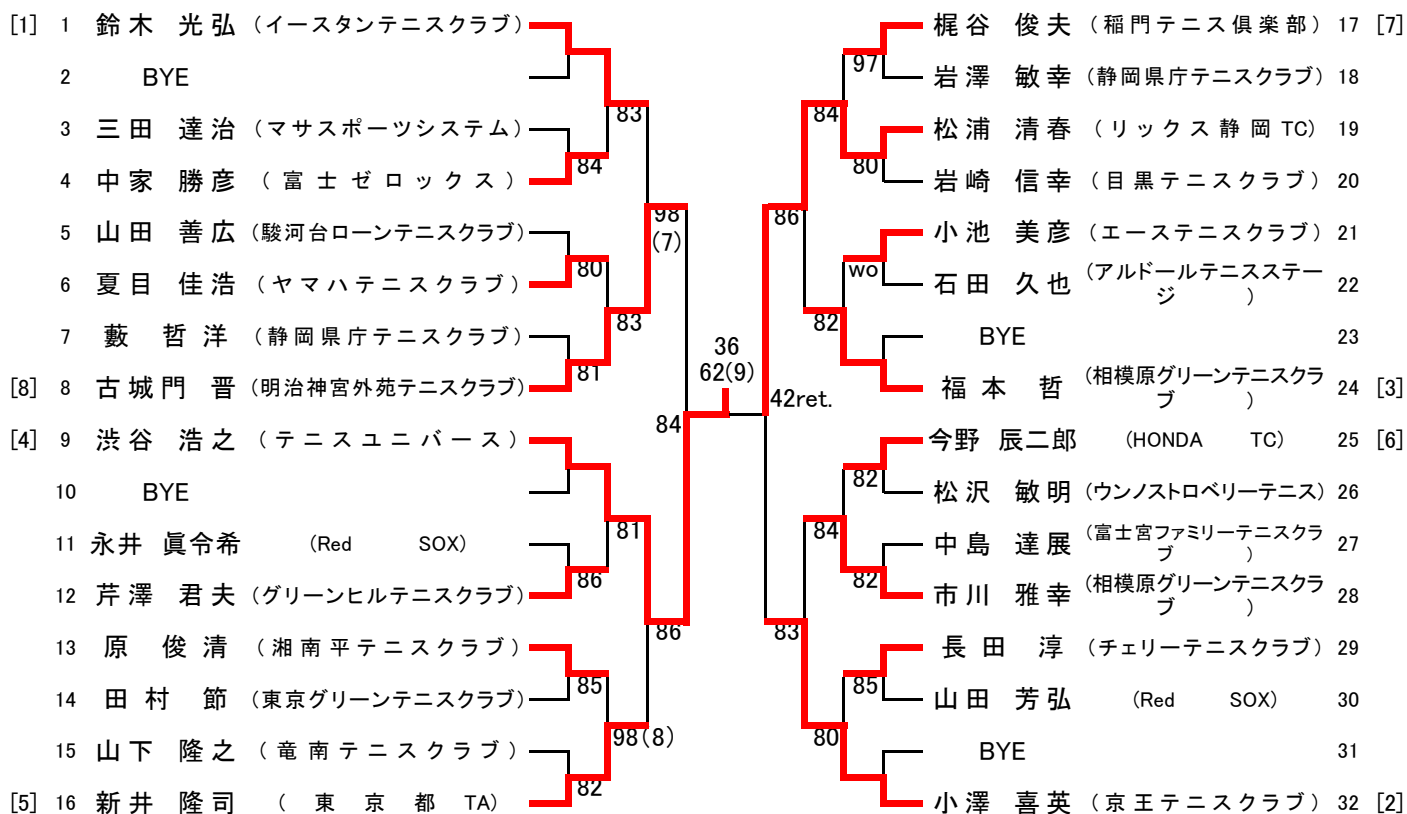 [1] 1 鈴木 光弘 (イースタンテニスクラブ)
2 BYE
3 三田 達治 (マサスポーツシステム)
4 中家 勝彦 (富士ゼロックス)
5 山田 善広 (駿河台ローンテニスクラブ)
6 夏目 佳浩 (ヤマハテニスクラブ)
7 藪 哲洋 (静岡県庁テニスクラブ)
[8] 8 古城門 晋 (明治神宮外苑テニスクラブ)
[4] 9 渋谷 浩之 (テニスユニバース)
10 BYE
11 永井 眞令希 (Red SOX)
12 芹澤 君夫 (グリーンヒルテニスクラブ)
13 原 俊清 (湘南平テニスクラブ)
14 田村 節 (東京グリーンテニスクラブ)
15 山下 隆之 (竜南テニスクラブ)
[5] 16 新井 隆司 (東京都 TA)
83
84
98
(7)
80
83
81
84
81
86
86
85
98(8)
82
36
62(9)
42ret.
97
84
80
86
wo
82
82
84
82
83
85
80
梶谷 俊夫 (稲門テニス倶楽部) 17 [7]
岩澤 敏幸 (静岡県庁テニスクラブ) 18
松浦 清春 (リックス静岡 TC) 19
岩崎 信幸 (目黒テニスクラブ) 20
小池 美彦 (エーステニスクラブ) 21
石田 久也 (アルドールテニスステー
ジ) 22
BYE 23
福本 哲 (相模原グリーンテニスクラ
ブ) 24 [3]
今野 辰二郎 (HONDA TC) 25 [6]
松沢 敏明 (ウンノストロベリーテニス) 26
中島 達展 (富士宮ファミリーテニスクラ
ブ) 27
市川 雅幸 (相模原グリーンテニスクラ
ブ) 28
長田 淳 (チェリーテニスクラブ) 29
山田 芳弘 (Red SOX) 30
BYE 31
小澤 喜英 (京王テニスクラブ) 32 [2]